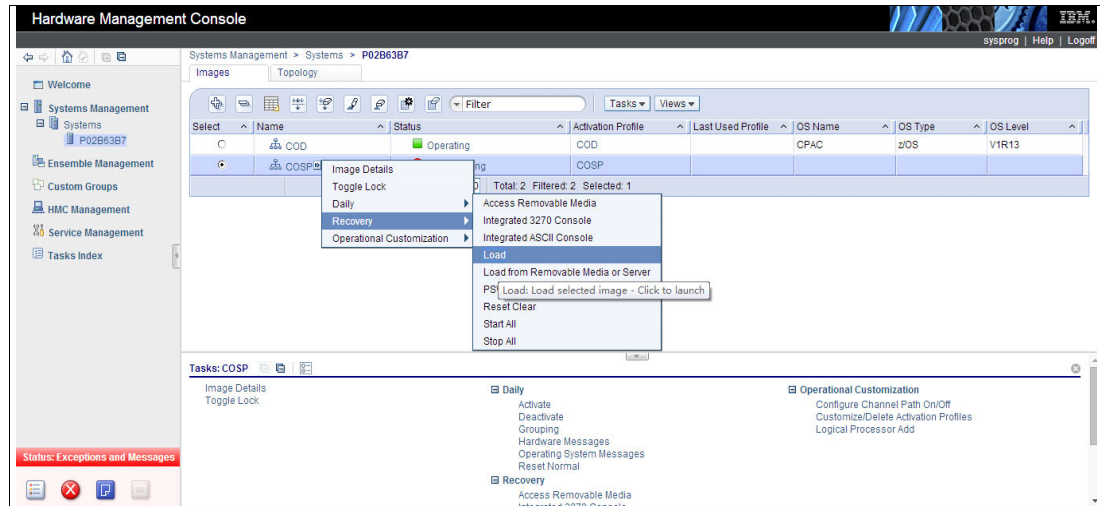 Hardware Management Console
IBM.
sysprog | Help | Logoff
Systems Management > Systems > P02B63B7
Images Topology
Welcome
Systems Management
Systems
P02B63B7
Ensemble Management
Custom Groups
HMC Management
Service Management
Tasks Index
Filter Tasks Views
Select Name Status Activation Profile Last Used Profile OS Name OS Type OS Level
COD Operating COD CPAC z/OS V1R13
COSP ng COSP
Total: 2 Filtered: 2 Selected: 1
Image Details
Toggle Lock
Daily
Recovery
Operational Customization
Access Removable Media
Integrated 3270 Console
Integrated ASCII Console
Load
Load from Removable Media or Server
PS
Load: Load selected image - Click to launch
Reset Clear
Start All
Stop All
Tasks: COSP
Image Details
Toggle Lock
Daily
Activate
Deactivate
Grouping
Hardware Messages
Operating System Messages
Reset Normal
Recovery
Access Removable Media
Integrated 3270 Console
Operational Customization
Configure Channel Path On/Off
Customize/Delete Activation Profiles
Logical Processor Add
Status: Exceptions and Messages